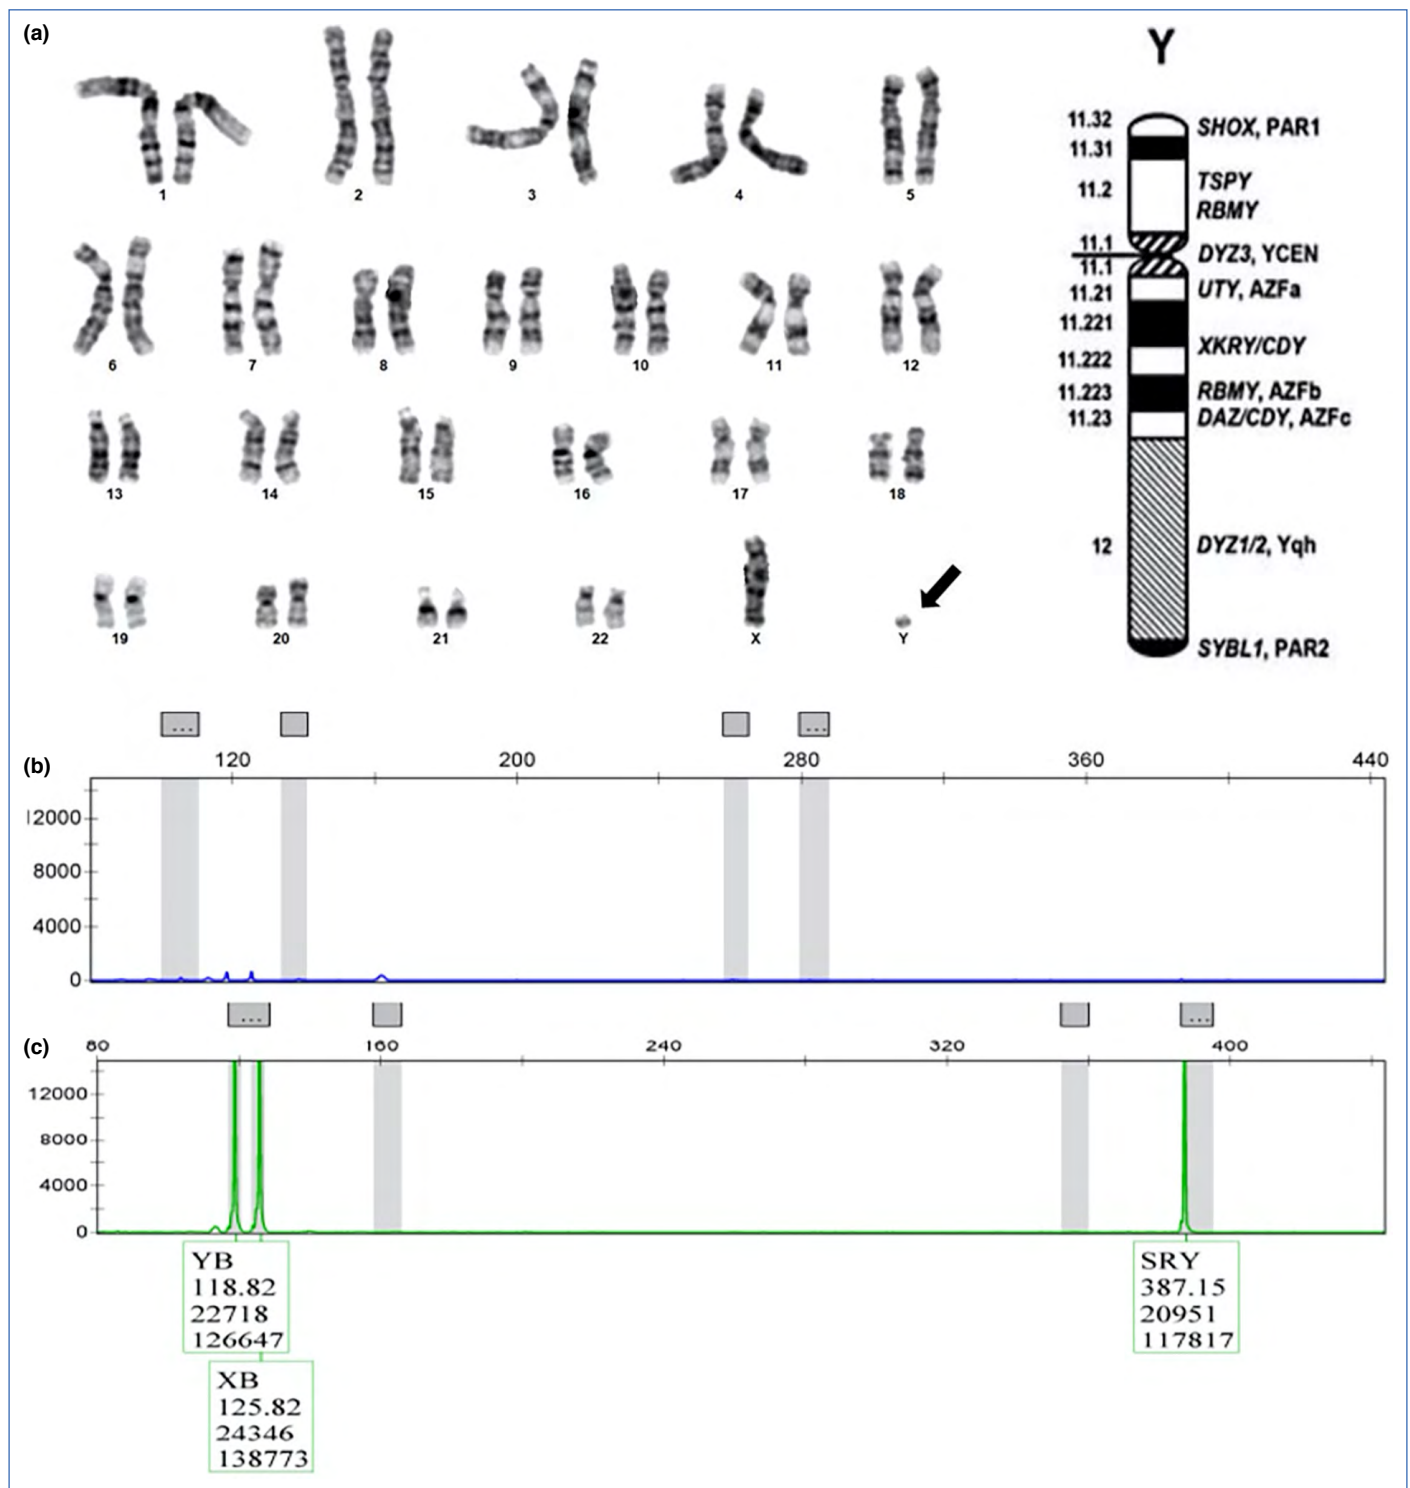 (a)
Y
1
2
3
4
5
6
7
8
9
10
11
12
13
14
15
16
17
18
19
20
21
22
X
Y
11.32
SHOX, PAR1
11.31
11.2
TSPY
RBMY
11.1
DYZ3, YCEN
11.1
11.21
UTY, AZFa
11.221
XKRY/CDY
11.222
11.223
RBMY, AZFb
11.23
DAZ/CDY, AZFc
12
DYZ1/2, Yqh
SYBL1, PAR2
... ...
(b)
120 200 280 360 440
12000
8000
4000
0
... ...
(c)
80 160 240 320 400
12000
8000
4000
0
YB
118.82
22718
126647
XB
125.82
24346
138773
SRY
387.15
20951
117817